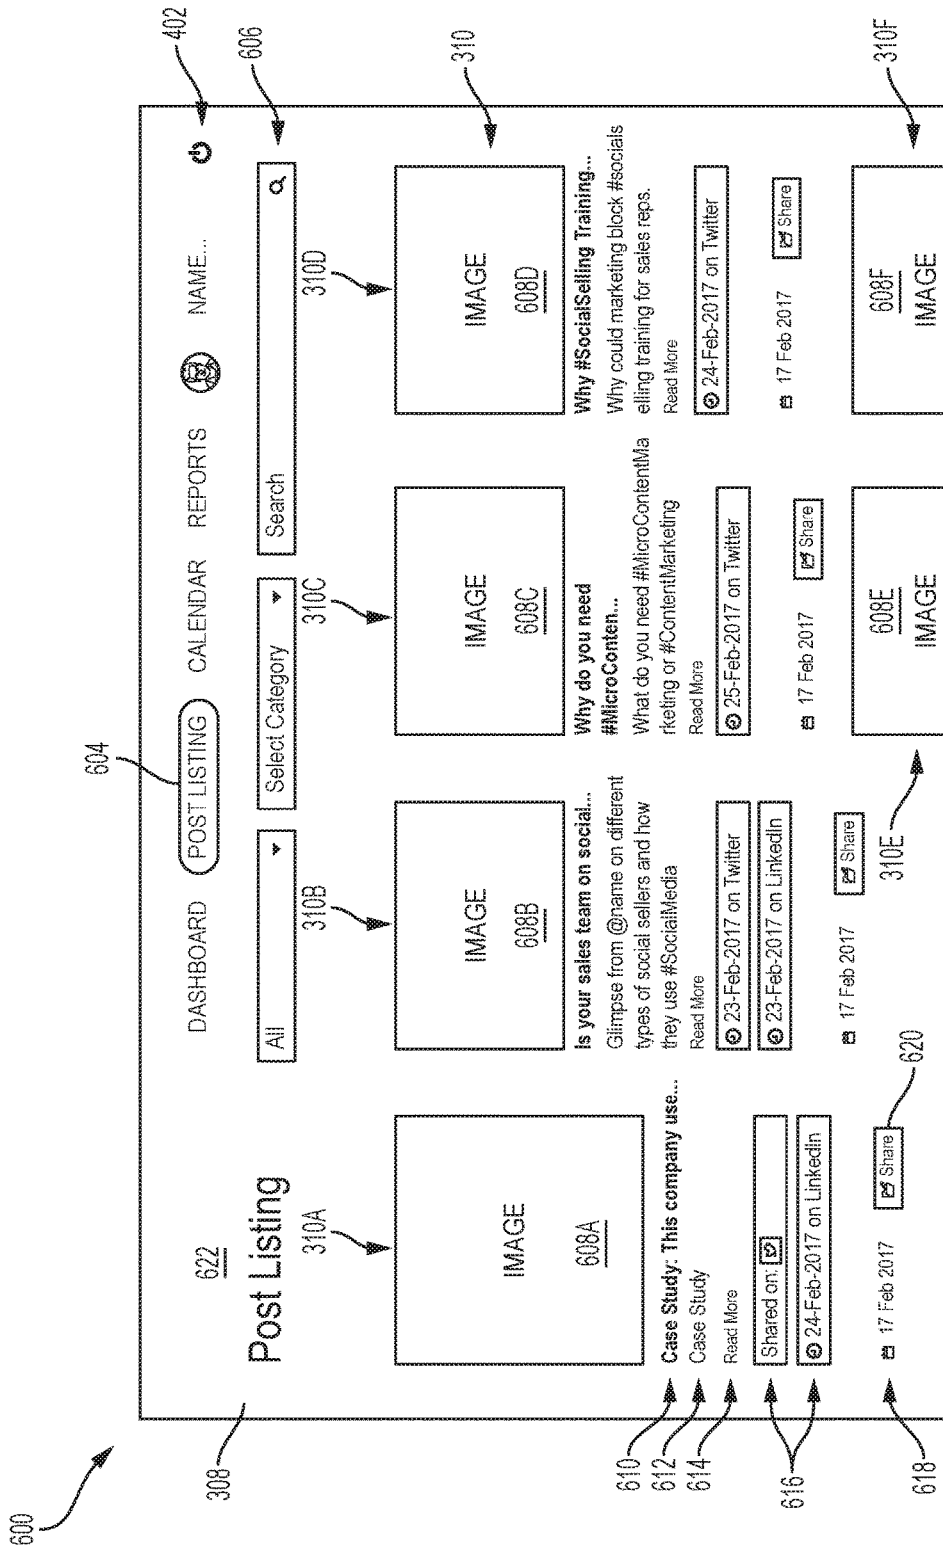 600
308
622
604
402
606
DASHBOARD
POST LISTING
CALENDAR
REPORTS
NAME...
Post Listing
All
Select Category
Search
310A
310B
310C
310D
310
IMAGE
608A
IMAGE
608B
IMAGE
608C
IMAGE
608D
610
Case Study: This company use...
612
Case Study
614
Read More
616
Shared on:
24-Feb-2017 on LinkedIn
618
17 Feb 2017
Share
620
Is your sales team on social...
Glimpse from @name on different
types of social sellers and how
they use #SocialMedia
Read More
23-Feb-2017 on Twitter
23-Feb-2017 on LinkedIn
17 Feb 2017
Share
Why do you need
#MicroConten...
What do you need #MicroContentMa
rketing or #ContentMarketing
Read More
25-Feb-2017 on Twitter
17 Feb 2017
Share
Why #SocialSelling Training...
Why could marketing block #socials
elling training for sales reps.
Read More
24-Feb-2017 on Twitter
17 Feb 2017
Share
310E
608E
IMAGE
608F
IMAGE
310F